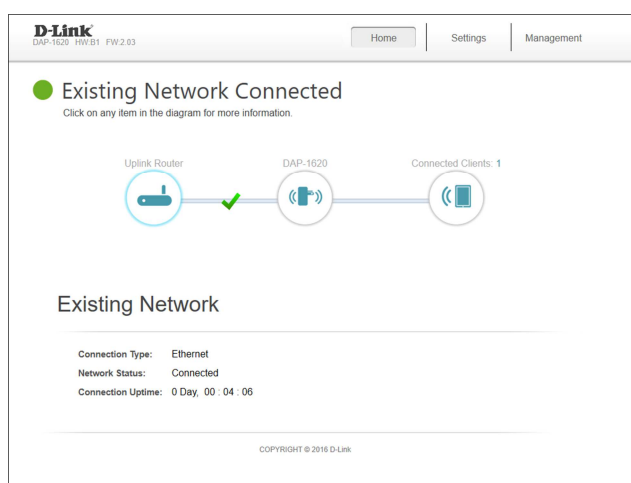 D-Link
DAP-1620 HW:B1 FW:2.03
Home Settings Management
Existing Network Connected
Click on any item in the diagram for more information.
Uplink Router DAP-1620 Connected Clients: 1
Existing Network
Connection Type: Ethernet
Network Status: Connected
Connection Uptime: 0 Day, 00 : 04 : 06
COPYRIGHT © 2016 D-Link